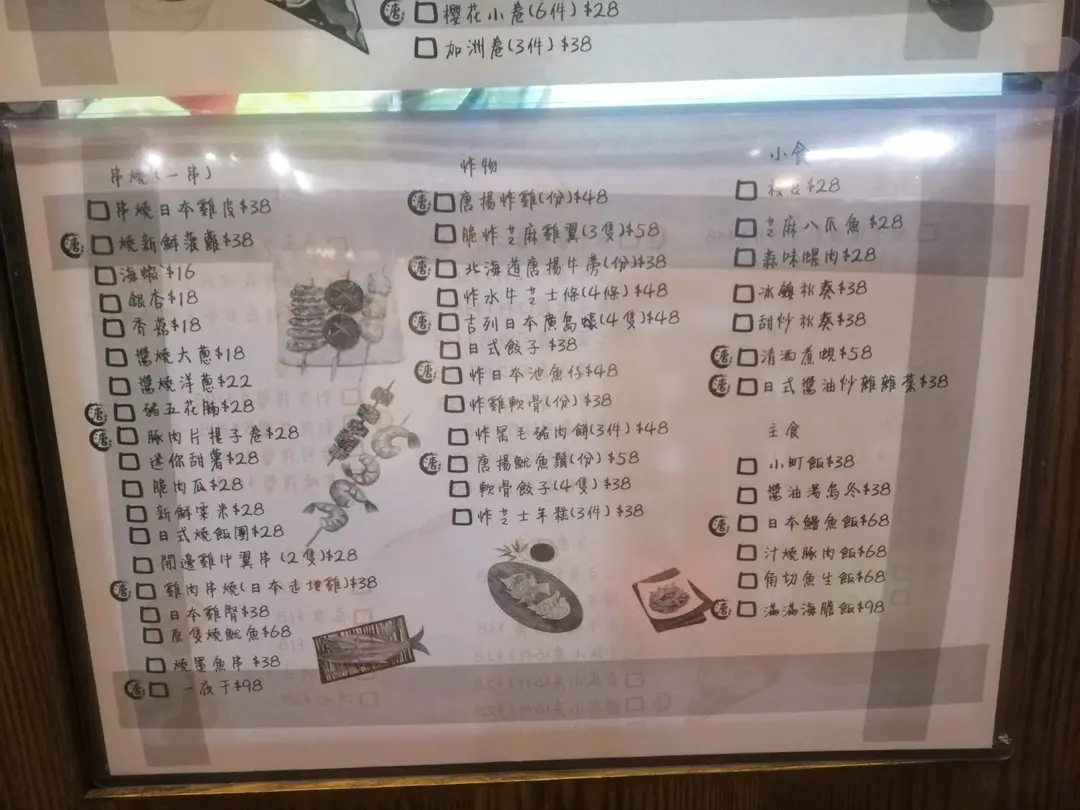 櫻花小卷(6件)$28
加洲卷(3件)$38
串燒(一串)
串燒日本雞皮$38
燒新鮮菠蘿$38
海蝦$16
銀杏$18
香菇$18
醬燒大蔥$18
醬燒洋蔥$22
豬五花腩$28
豚肉片提子卷$28
迷你甜薯$28
脆肉瓜$28
新鮮粟米$28
日式燒飯團$28
開邊雞中翼串(2隻)$28
雞肉串燒(日本走地雞)$38
日本雞腎$38
原隻燒魷魚$68
燒墨魚串$38
一夜干$98
炸物
唐揚炸雞(份)$48
脆炸芝麻雞翼(3隻)$58
北海道唐揚牛蒡(份)$38
炸水牛芝士條(4條)$48
吉列日本廣島蠔(4隻)$48
日式餃子$38
炸日本池魚仔$48
炸雞軟骨(份)$38
炸黑毛豬肉餅(3件)$48
唐揚魷魚鬚(份)$58
軟骨餃子(4隻)$38
炸芝士年糕(3件)$38
小食
枝豆$28
芝麻八爪魚$28
蒜味螺肉$28
冰鎮秋葵$38
甜炒秋葵$38
清酒煮蜆$58
日式醬油炒雜雜菜$38
主食
小町飯$38
醬油湯烏冬$38
日本鰻魚飯$68
汁燒豚肉飯$68
角切魚生飯$68
滿滿海膽飯$98